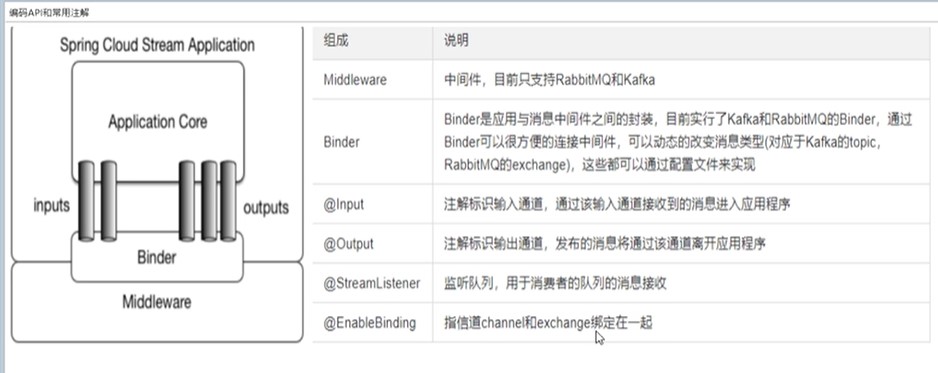 编码API和常用注解
Spring Cloud Stream Application
Application Core
inputs
outputs
Binder
Middleware
组成 说明
Middleware 中间件，目前只支持RabbitMQ和Kafka
Binder Binder是应用与消息中间件之间的封装，目前实行了Kafka和RabbitMQ的Binder，通过
Binder可以很方便的连接中间件，可以动态的改变消息类型(对应于Kafka的topic，
RabbitMQ的exchange)，这些都可以通过配置文件来实现
@Input 注解标识输入通道，通过该输入通道接收到的消息进入应用程序
@Output 注解标识输出通道，发布的消息将通过该通道离开应用程序
@StreamListener 监听队列，用于消费者的队列的消息接收
@EnableBinding 指信道channel和exchange绑定在一起